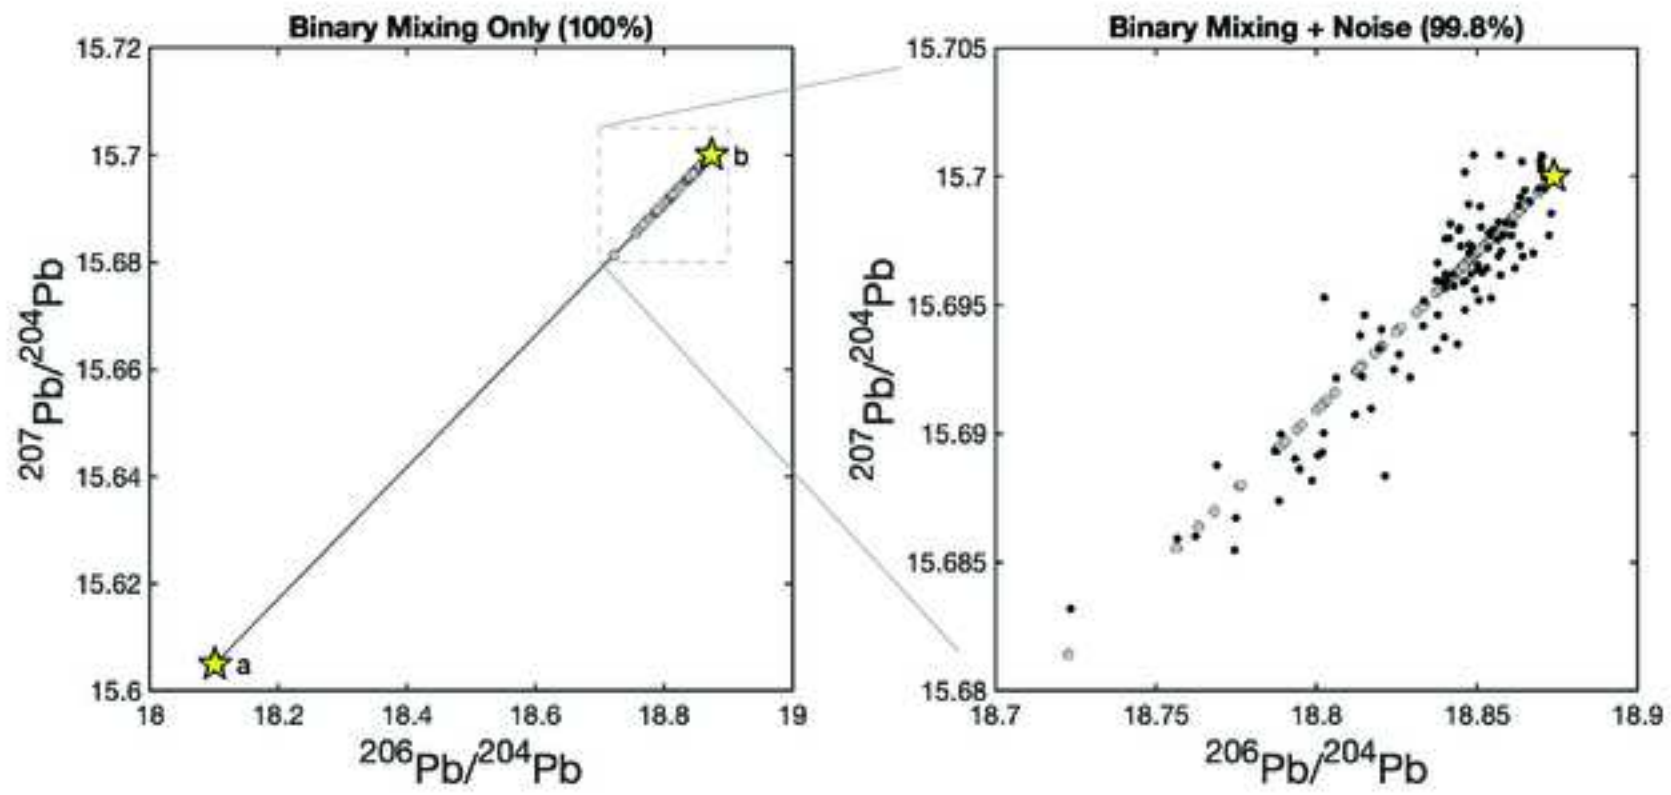 Binary Mixing Only (100%)
15.72
15.7
15.68
15.66
15.64
15.62
15.6
207Pb/204Pb
b
a
18 18.2 18.4 18.6 18.8 19
206Pb/204Pb
Binary Mixing + Noise (99.8%)
15.705
15.7
15.695
15.69
15.685
15.68
207Pb/204Pb
18.7 18.75 18.8 18.85 18.9
206Pb/204Pb